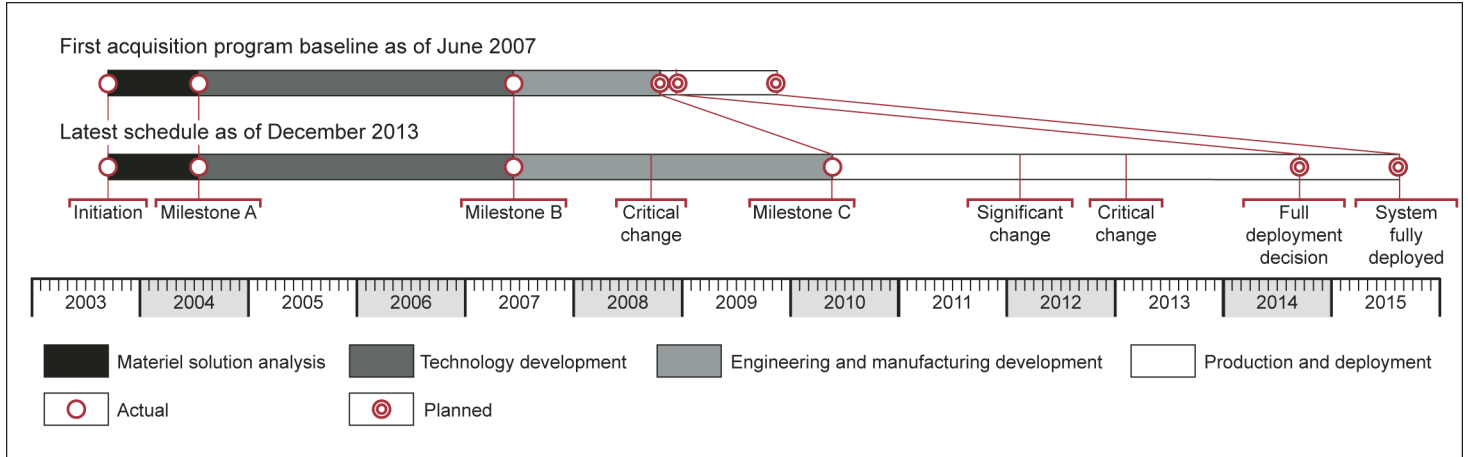 First acquisition program baseline as of June 2007
Latest schedule as of December 2013
Initiation Milestone A Milestone B Critical Milestone C Significant Critical Full System
change change change deployment fully
decision deployed
2003 2004 2005 2006 2007 2008 2009 2010 2011 2012 2013 2014 2015
Materiel solution analysis Technology development Engineering and manufacturing development Production and deployment
Actual Planned